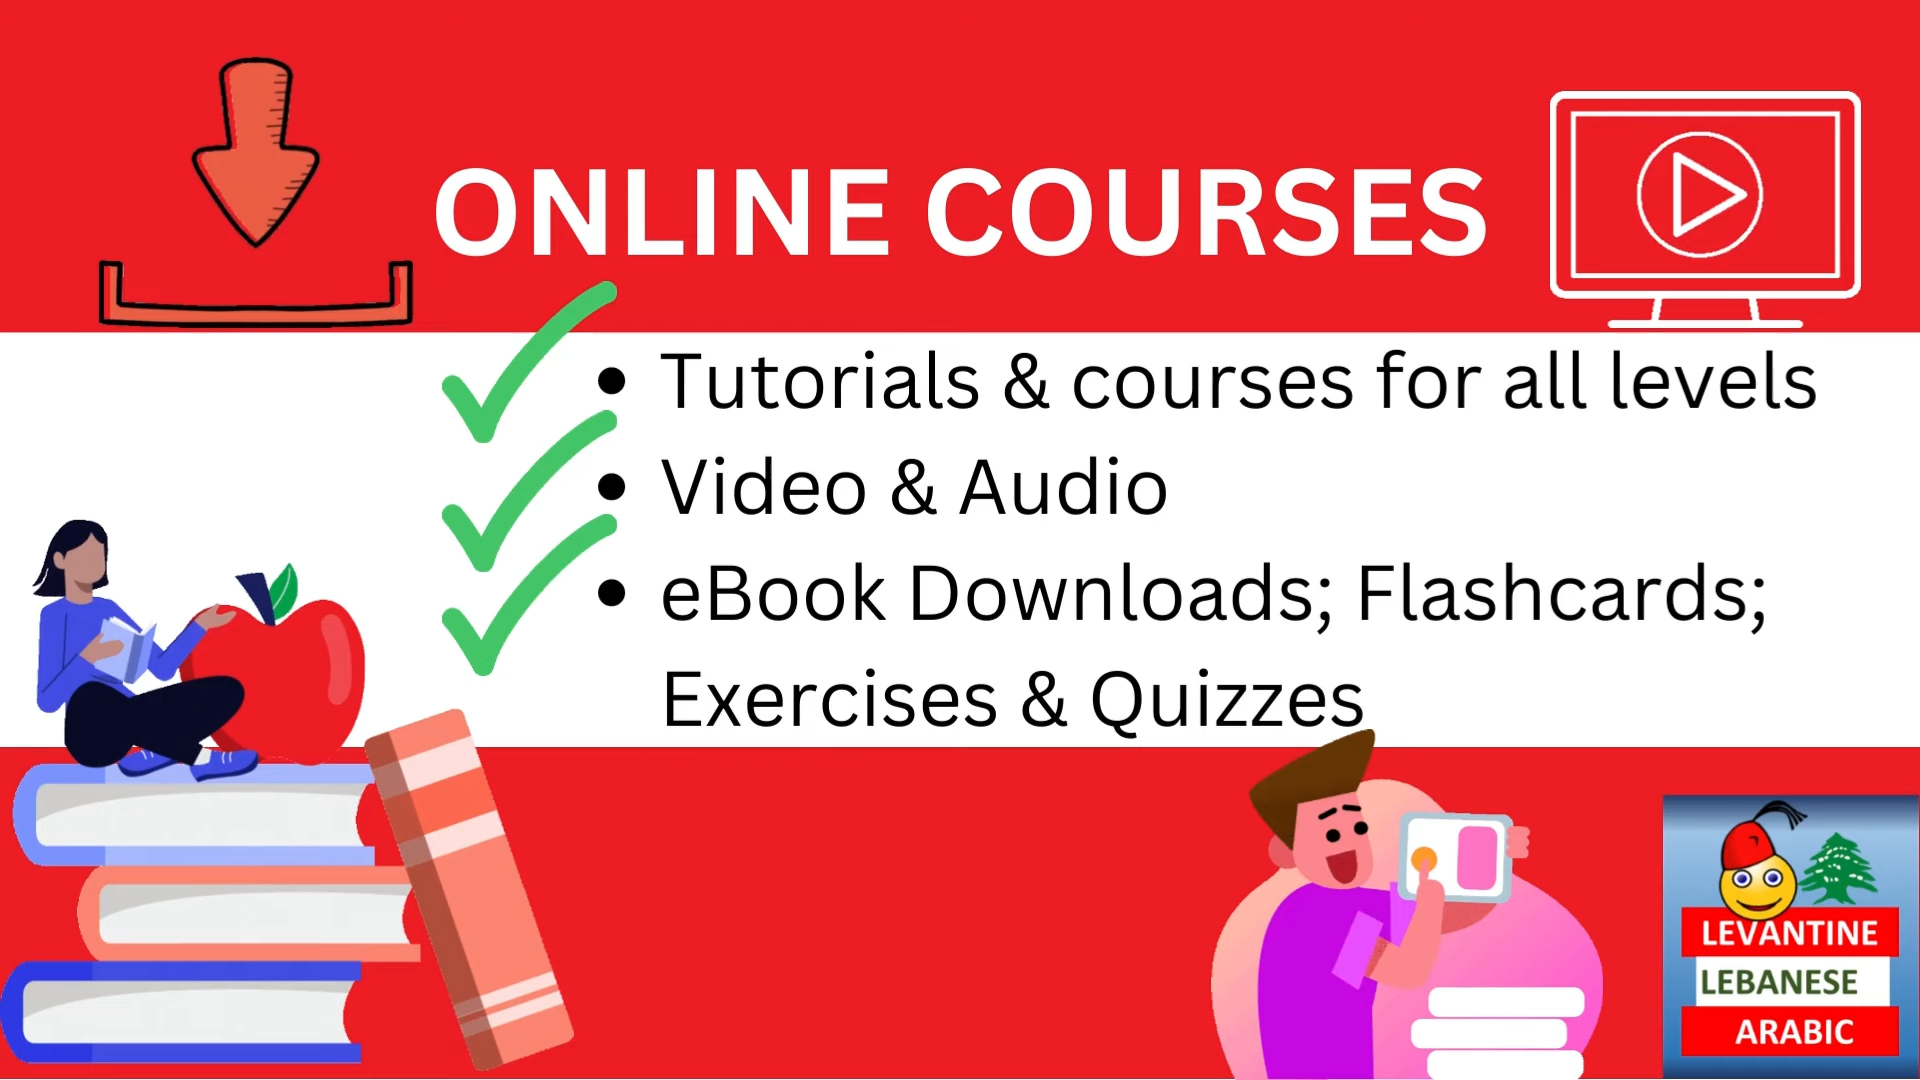 ONLINE COURSES
• Tutorials & courses for all levels
• Video & Audio
• eBook Downloads; Flashcards;
Exercises & Quizzes
LEVANTINE
LEBANESE
ARABIC